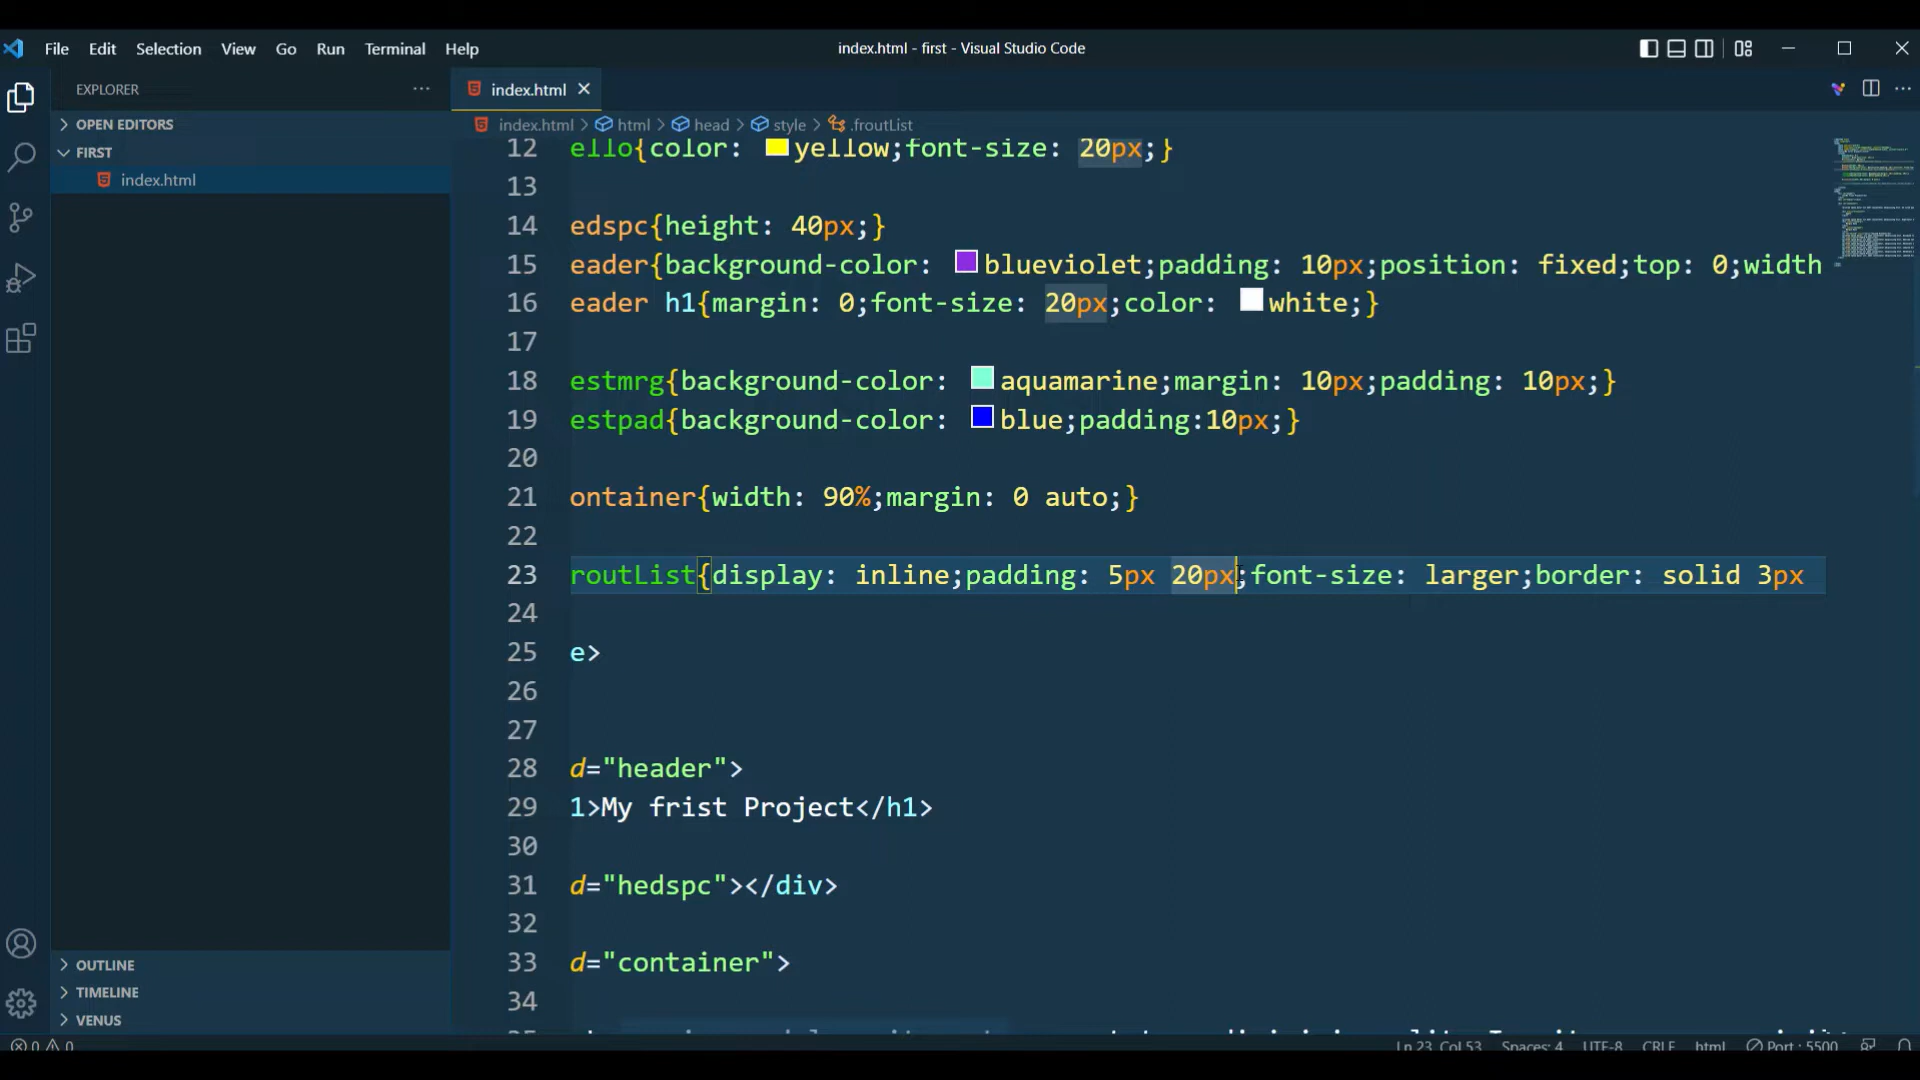 File Edit Selection View Go Run Terminal Help
index.html - first - Visual Studio Code
EXPLORER
OPEN EDITORS
FIRST
index.html
OUTLINE
TIMELINE
VENUS
index.html
index.html > html > head > style > .froutList
12 ello{color: yellow;font-size: 20px;}
13
14 edspc{height: 40px;}
15 eader{background-color: blueviolet;padding: 10px;position: fixed;top: 0;width
16 eader h1{margin: 0;font-size: 20px;color: white;}
17
18 estmrg{background-color: aquamarine;margin: 10px;padding: 10px;}
19 estpad{background-color: blue;padding:10px;}
20
21 ontainer{width: 90%;margin: 0 auto;}
22
23 routList{display: inline;padding: 5px 20px;font-size: larger;border: solid 3px
24
25 e>
26
27
28 d="header">
29 1>My frist Project</h1>
30
31 d="hedspc"></div>
32
33 d="container">
34
0 0
Ln 23, Col 53 Spaces: 4 UTF-8 CRLF html Port : 5500